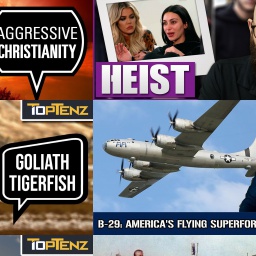 AGGRESSIVE
CHRISTIANITY
TOPTENZ
HEIST
GOLIATH
TIGERFISH
TOPTENZ
B-29: AMERICA'S FLYING SUPERFOR